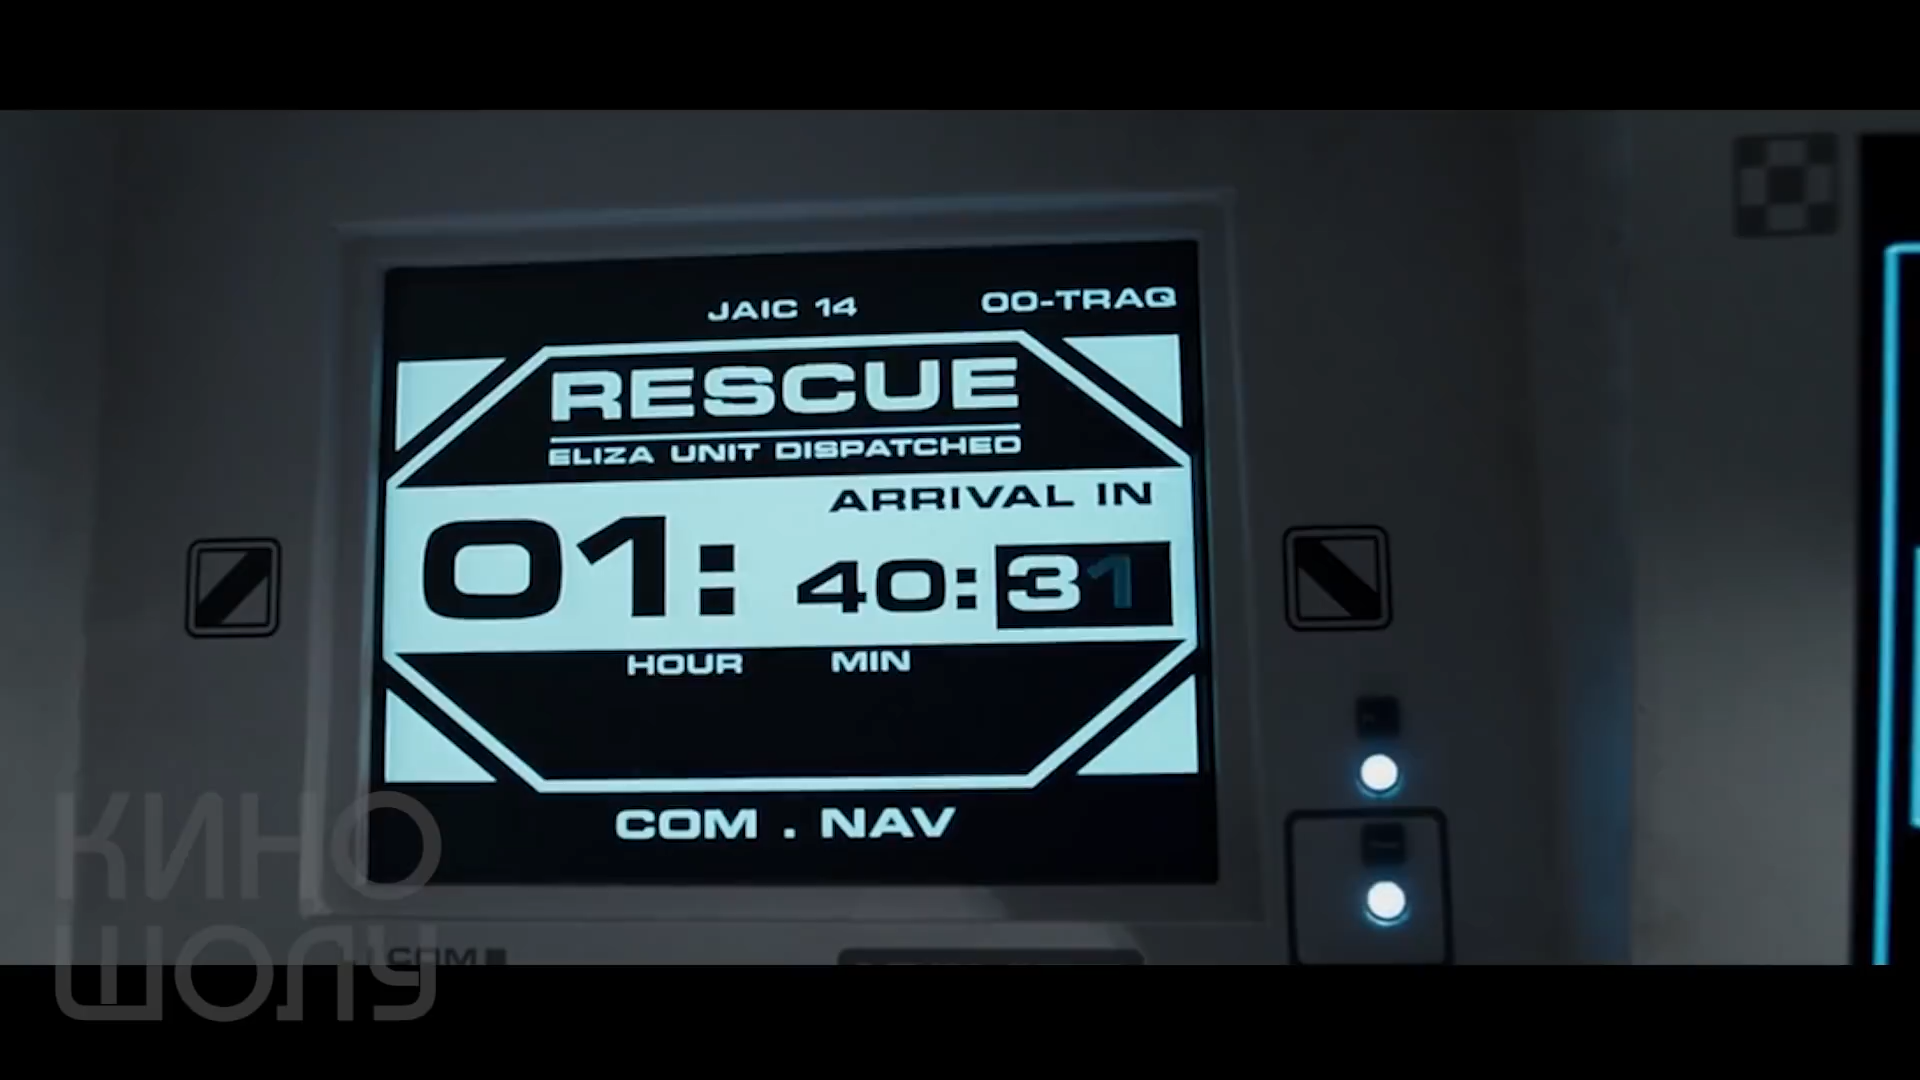 JAIC 14 00-TRAQ
RESCUE
ELIZA UNIT DISPATCHED
ARRIVAL IN
01: 40:31
HOUR MIN
COM . NAV
КИНО
ШОЛУ